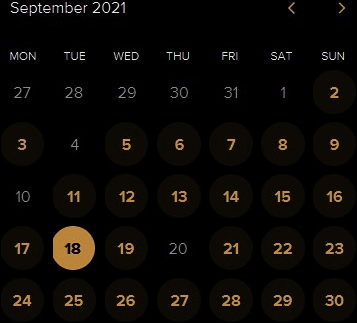 September 2021
MON TUE WED THU FRI SAT SUN
27 28 29 30 31 1 2
3 4 5 6 7 8 9
10 11 12 13 14 15 16
17 18 19 20 21 22 23
24 25 26 27 28 29 30